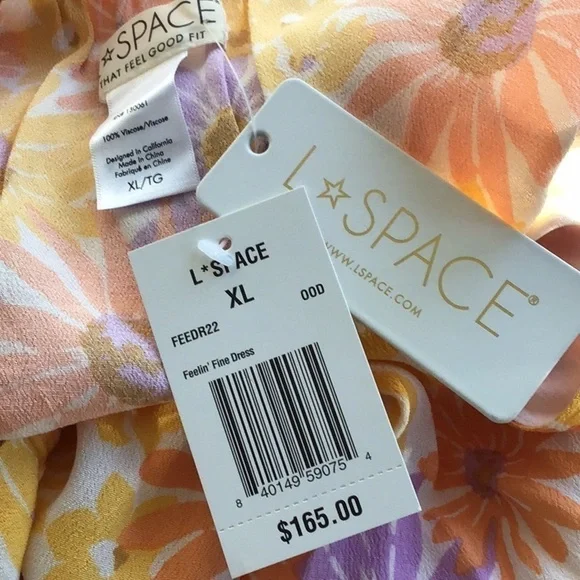 L☆SPACE
THAT FEEL GOOD FIT
100% Viscose/Viscose
Designed in California
Made in China
Fabriqué en Chine
XL/TG
L☆SPACE®
WWW.LSPACE.COM
L*SPACE
XL
00D
FEEDR22
Feelin' Fine Dress
8 40149 59075 4
$165.00